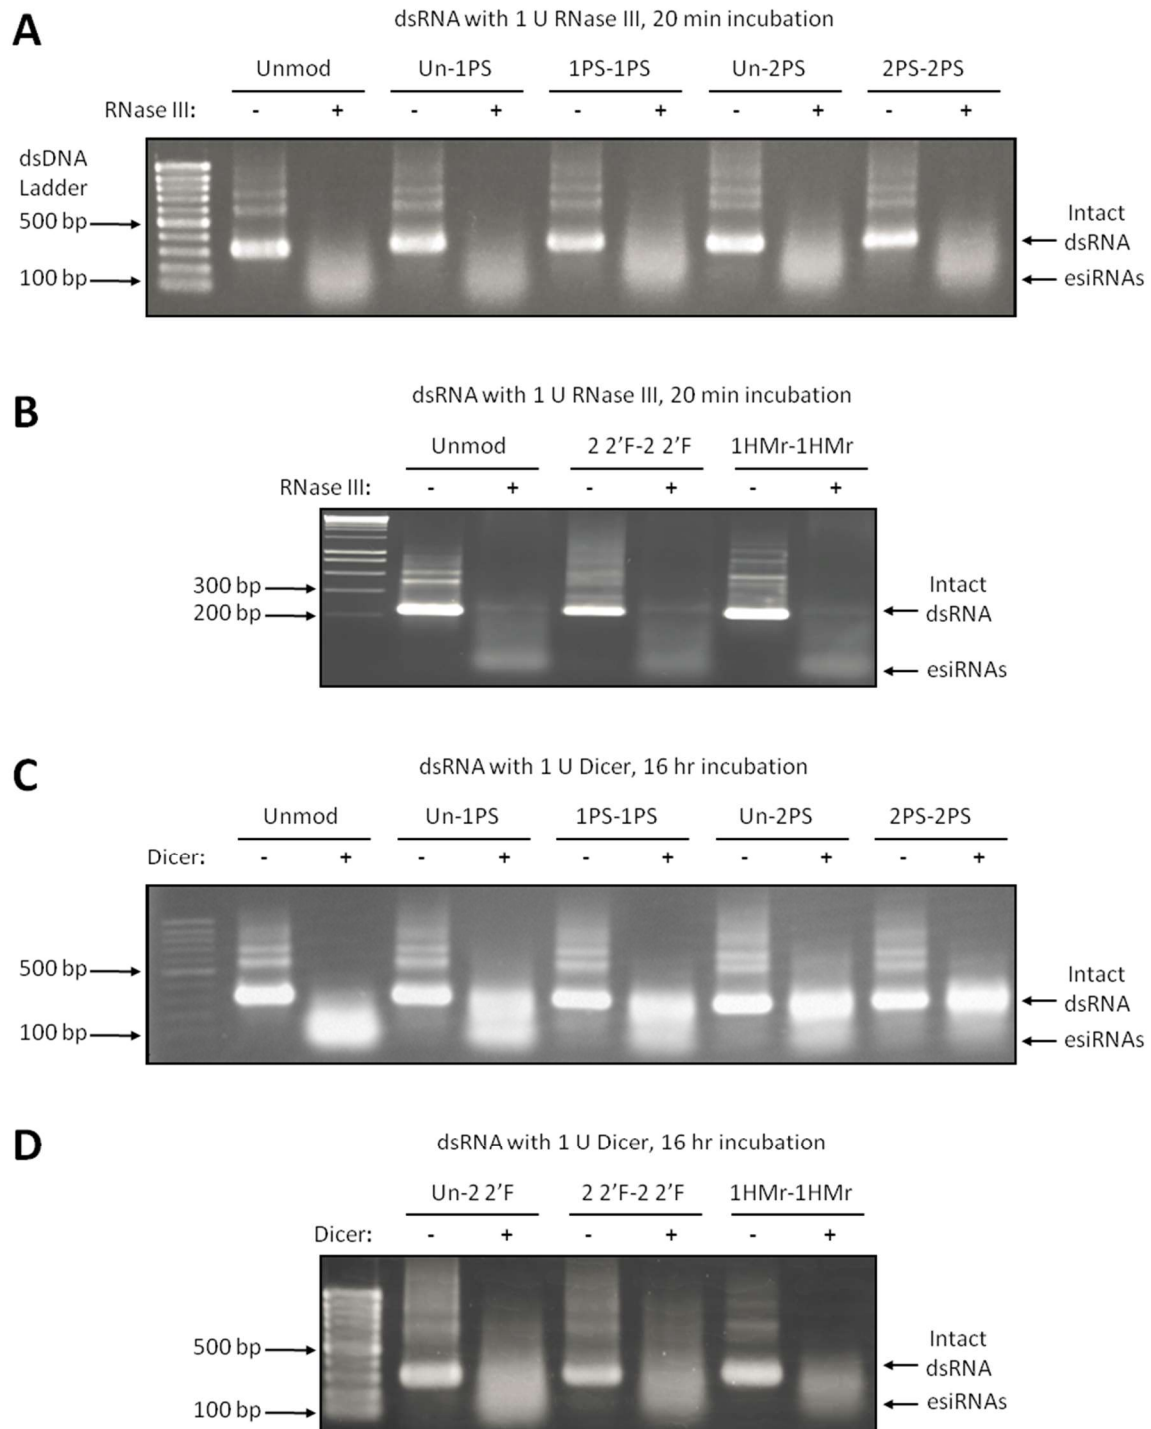 A
dsRNA with 1 U RNase III, 20 min incubation
Unmod Un-1PS 1PS-1PS Un-2PS 2PS-2PS
RNase III: - + - + - + - + - +
dsDNA
Ladder
500 bp
100 bp
Intact
dsRNA
esiRNAs
B
dsRNA with 1 U RNase III, 20 min incubation
Unmod 2 2'F-2 2'F 1HMr-1HMr
RNase III: - + - + - +
300 bp
200 bp
Intact
dsRNA
esiRNAs
C
dsRNA with 1 U Dicer, 16 hr incubation
Unmod Un-1PS 1PS-1PS Un-2PS 2PS-2PS
Dicer: - + - + - + - + - +
500 bp
100 bp
Intact
dsRNA
esiRNAs
D
dsRNA with 1 U Dicer, 16 hr incubation
Un-2 2'F 2 2'F-2 2'F 1HMr-1HMr
Dicer: - + - + - +
500 bp
100 bp
Intact
dsRNA
esiRNAs